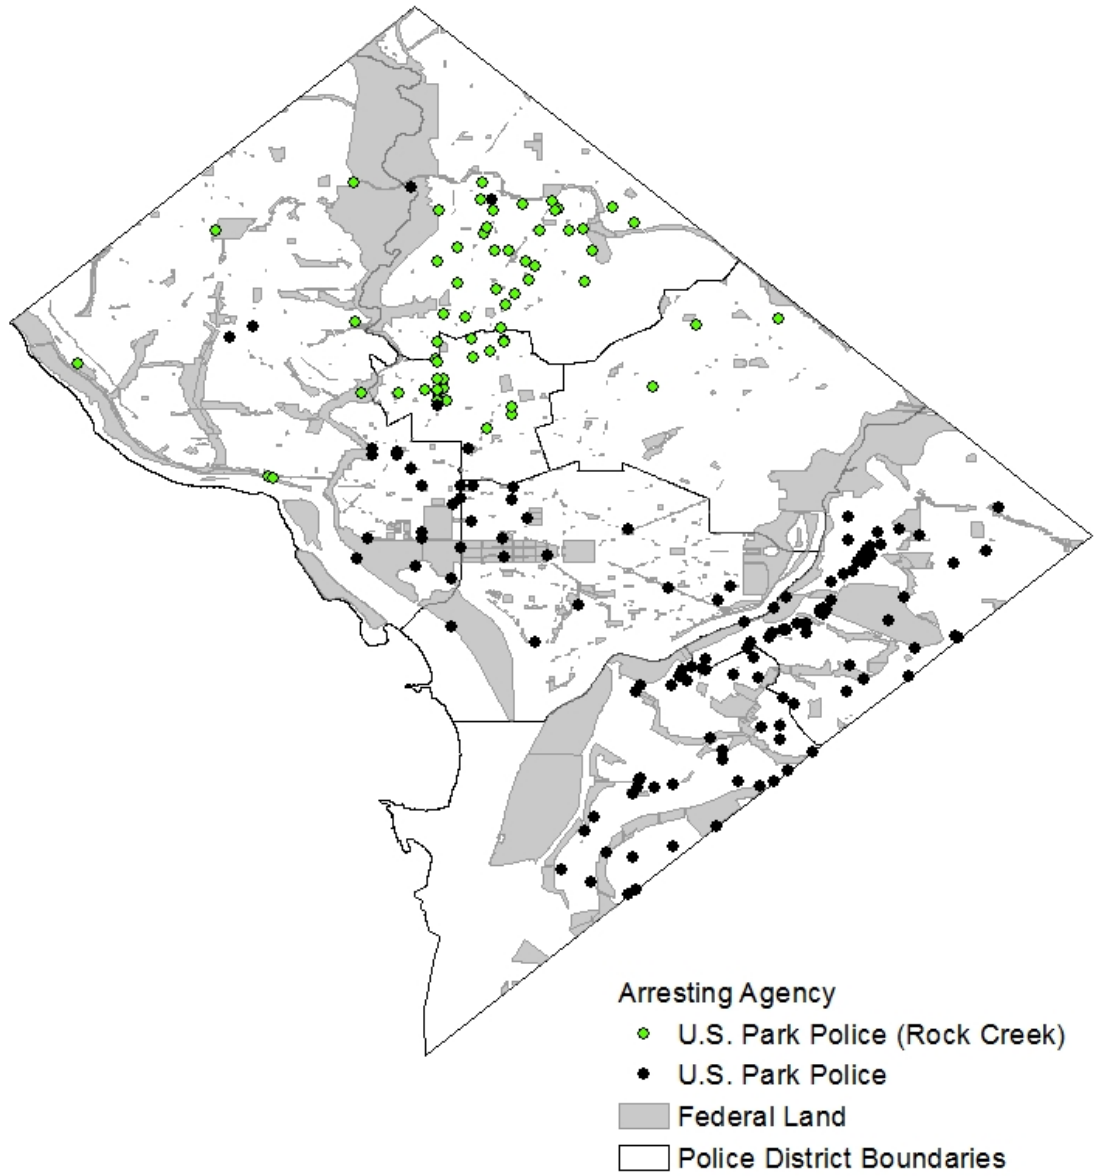 Arresting Agency
U.S. Park Police (Rock Creek)
U.S. Park Police
Federal Land
Police District Boundaries